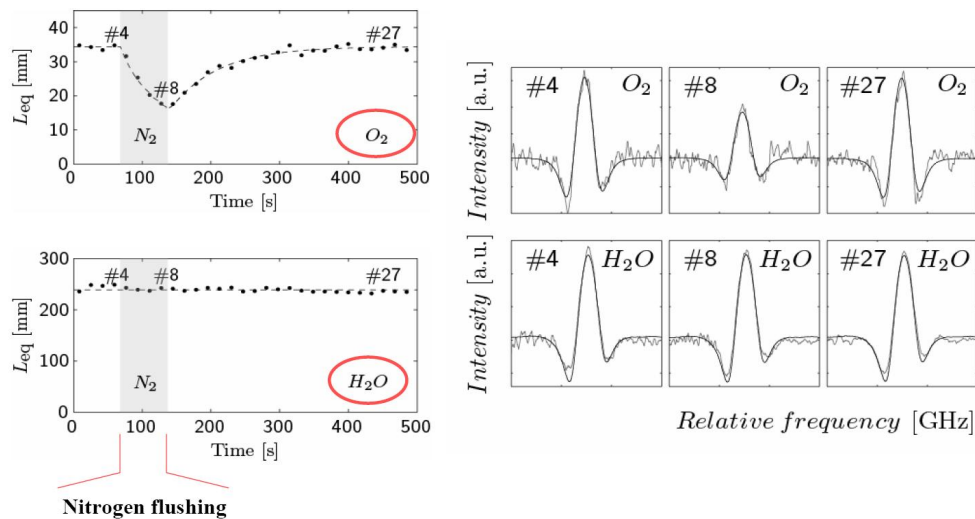 40
30
20
10
0
L_eq [mm]
#4
#8
#27
N₂
O₂
0 100 200 300 400 500
Time [s]
300
200
100
0
L_eq [mm]
#4
#8
#27
N₂
H₂O
0 100 200 300 400 500
Time [s]
Nitrogen flushing
Intensity [a.u.]
#4 O₂
#8 O₂
#27 O₂
Intensity [a.u.]
#4 H₂O
#8 H₂O
#27 H₂O
Relative frequency [GHz]